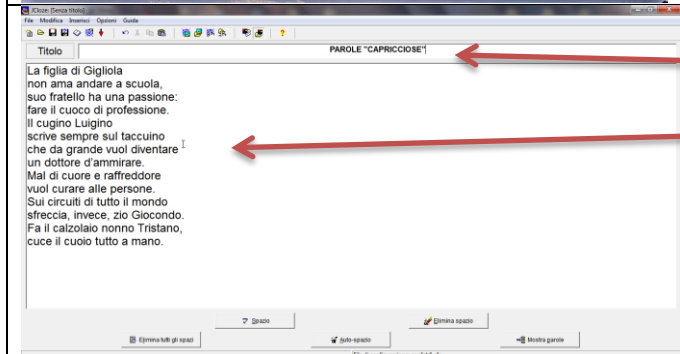 JCloze: [Senza titolo]
File Modifica Inserisci Opzioni Guida
Titolo
PAROLE "CAPRICCIOSE"
La figlia di Gigliola
non ama andare a scuola,
suo fratello ha una passione:
fare il cuoco di professione.
Il cugino Luigino
scrive sempre sul taccuino
che da grande vuol diventare
un dottore d'ammirare.
Mal di cuore e raffreddore
vuol curare alle persone.
Sui circuiti di tutto il mondo
sfreccia, invece, zio Giocondo.
Fa il calzolaio nonno Tristano,
cuce il cuoio tutto a mano.
Spazio
Elimina spazio
Elimina tutti gli spazi
Auto-spazio
Mostra parole